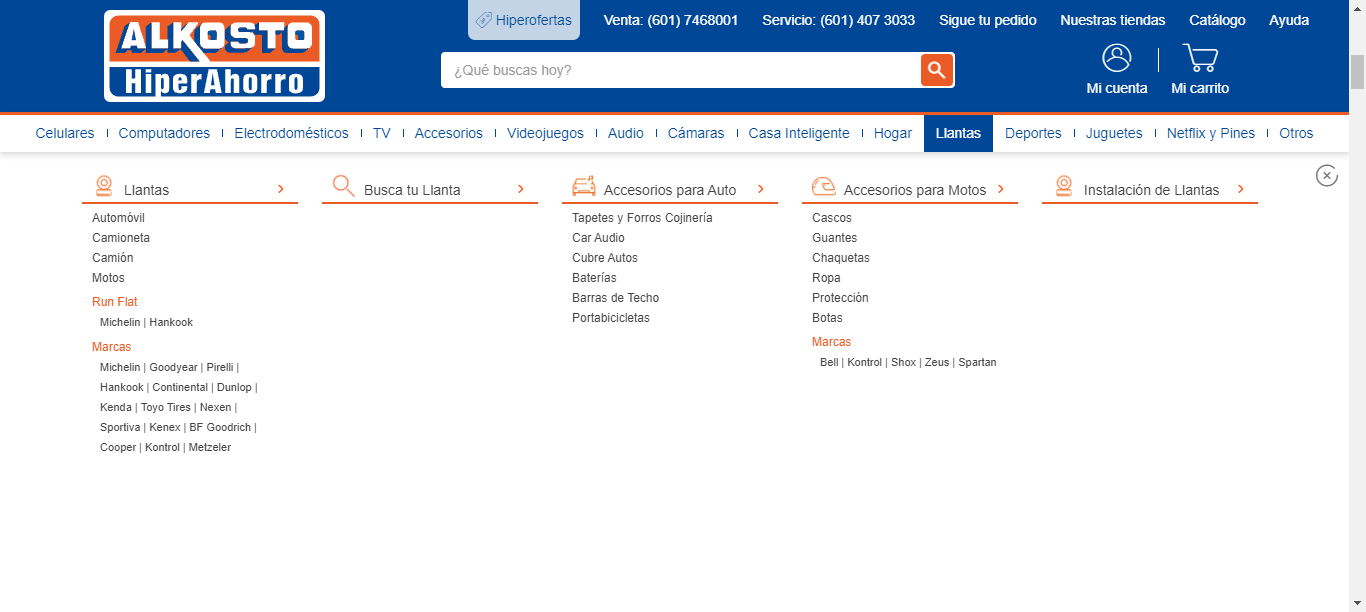 ALKOSTO
HiperAhorro
Hiperofertas
Venta: (601) 7468001
Servicio: (601) 407 3033
Sigue tu pedido
Nuestras tiendas
Catálogo
Ayuda
¿Qué buscas hoy?
Mi cuenta
Mi carrito
Celulares
Computadores
Electrodomésticos
TV
Accesorios
Videojuegos
Audio
Cámaras
Casa Inteligente
Hogar
Llantas
Deportes
Juguetes
Netflix y Pines
Otros
Llantas
Automóvil
Camioneta
Camión
Motos
Run Flat
Michelin | Hankook
Marcas
Michelin | Goodyear | Pirelli |
Hankook | Continental | Dunlop |
Kenda | Toyo Tires | Nexen |
Sportiva | Kenex | BF Goodrich |
Cooper | Kontrol | Metzeler
Busca tu Llanta
Accesorios para Auto
Tapetes y Forros Cojinería
Car Audio
Cubre Autos
Baterías
Barras de Techo
Portabicicletas
Accesorios para Motos
Cascos
Guantes
Chaquetas
Ropa
Protección
Botas
Marcas
Bell | Kontrol | Shox | Zeus | Spartan
Instalación de Llantas